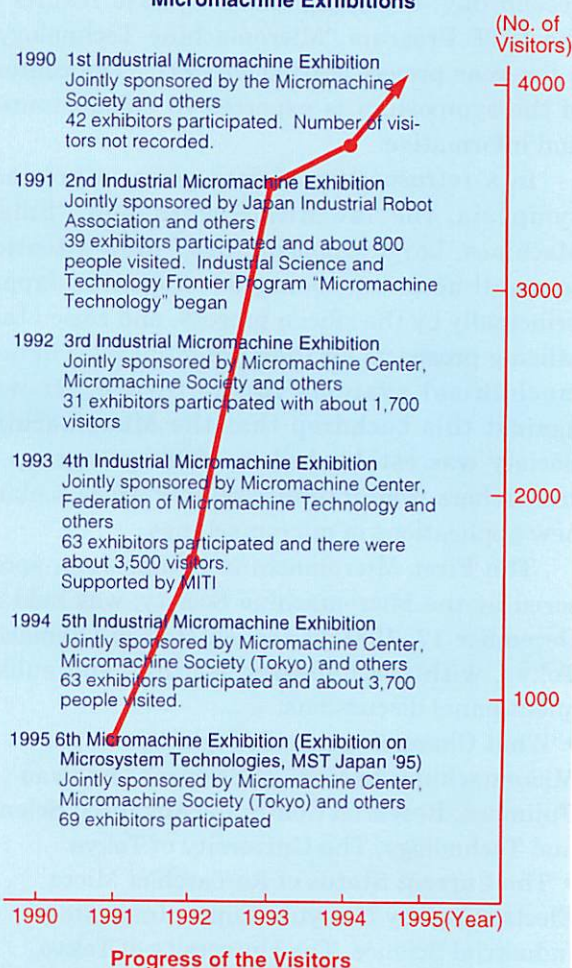 Micromachine Exhibitions
(No. of
Visitors)
1990 1st Industrial Micromachine Exhibition
Jointly sponsored by the Micromachine
Society and others
42 exhibitors participated. Number of visi-
tors not recorded.
4000
1991 2nd Industrial Micromachine Exhibition
Jointly sponsored by Japan Industrial Robot
Association and others
39 exhibitors participated and about 800
people visited. Industrial Science and
Technology Frontier Program "Micromachine
Technology" began
3000
1992 3rd Industrial Micromachine Exhibition
Jointly sponsored by Micromachine Center,
Micromachine Society and others
31 exhibitors participated with about 1,700
visitors
1993 4th Industrial Micromachine Exhibition
Jointly sponsored by Micromachine Center,
Federation of Micromachine Technology and
others
63 exhibitors participated and there were
about 3,500 visitors.
Supported by MITI
2000
1994 5th Industrial Micromachine Exhibition
Jointly sponsored by Micromachine Center,
Micromachine Society (Tokyo) and others
63 exhibitors participated and about 3,700
people visited.
1000
1995 6th Micromachine Exhibition (Exhibition on
Microsystem Technologies, MST Japan '95)
Jointly sponsored by Micromachine Center,
Micromachine Society (Tokyo) and others
69 exhibitors participated
1990 1991 1992 1993 1994 1995(Year)
Progress of the Visitors